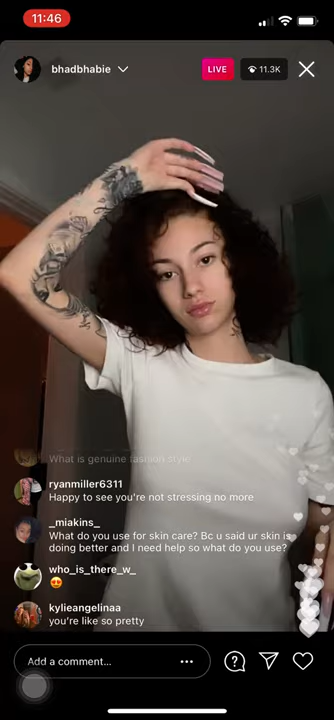 11:46
bhadbhabie
LIVE
11.3K
What is genuine fashion style
ryanmiller6311
Happy to see you're not stressing no more
_miakins_
What do you use for skin care? Bc u said ur skin is
doing better and I need help so what do you use?
who_is_there_w_
😍
kylieangelinaa
you're like so pretty
Add a comment...